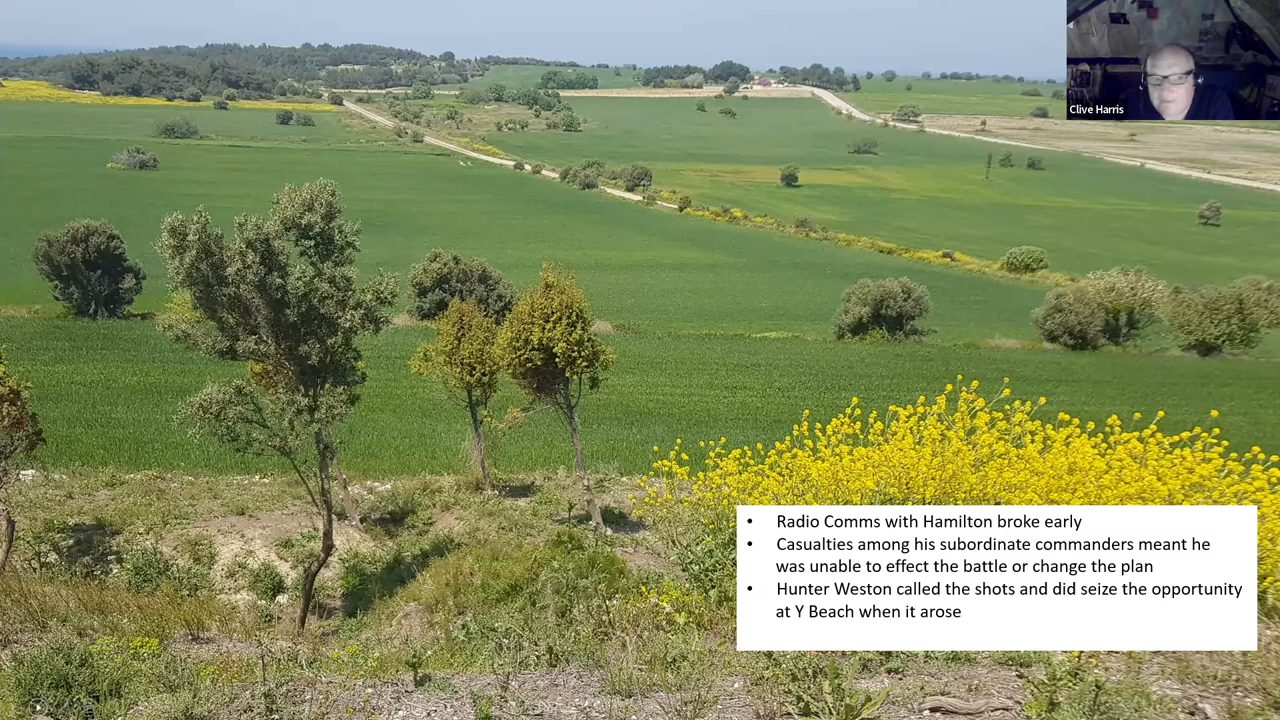 Clive Harris
• Radio Comms with Hamilton broke early
• Casualties among his subordinate commanders meant he
was unable to effect the battle or change the plan
• Hunter Weston called the shots and did seize the opportunity
at Y Beach when it arose